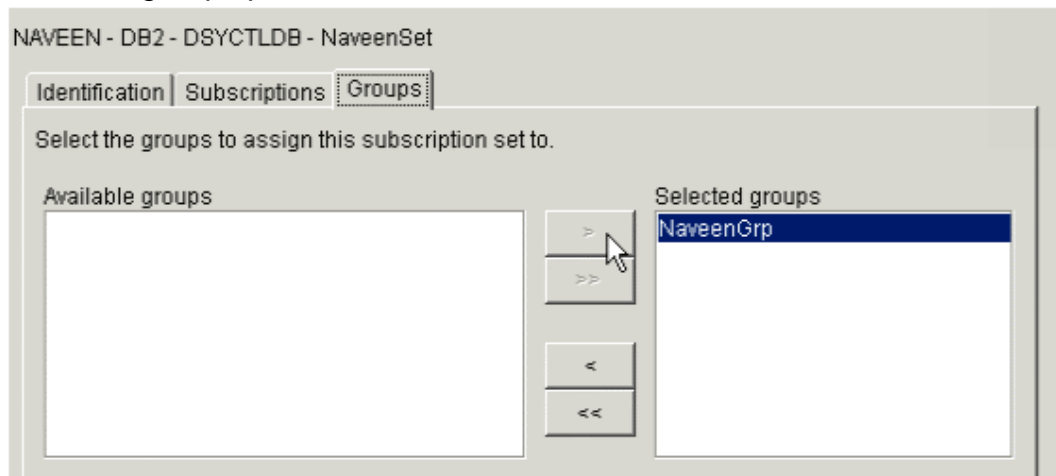 NAVEEN - DB2 - DSYCTLDB - NaveenSet
Identification Subscriptions Groups
Select the groups to assign this subscription set to.
Available groups Selected groups
> NaveenGrp
>>
<
<<